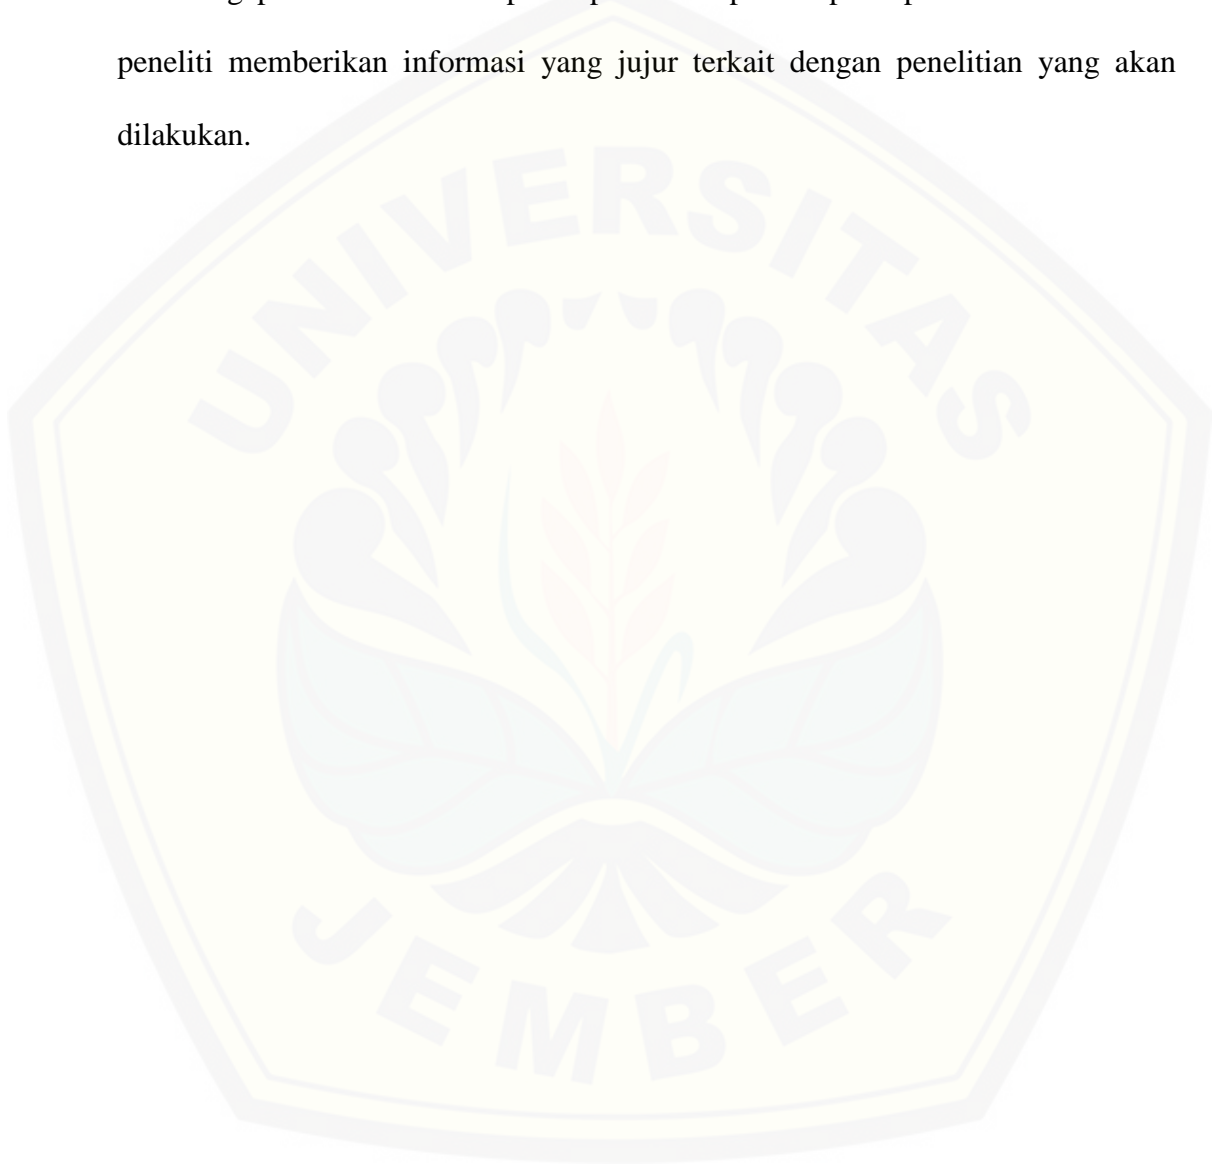 peneliti memberikan informasi yang jujur terkait dengan penelitian yang akan
dilakukan.
UNIVERSITAS
JEMBER